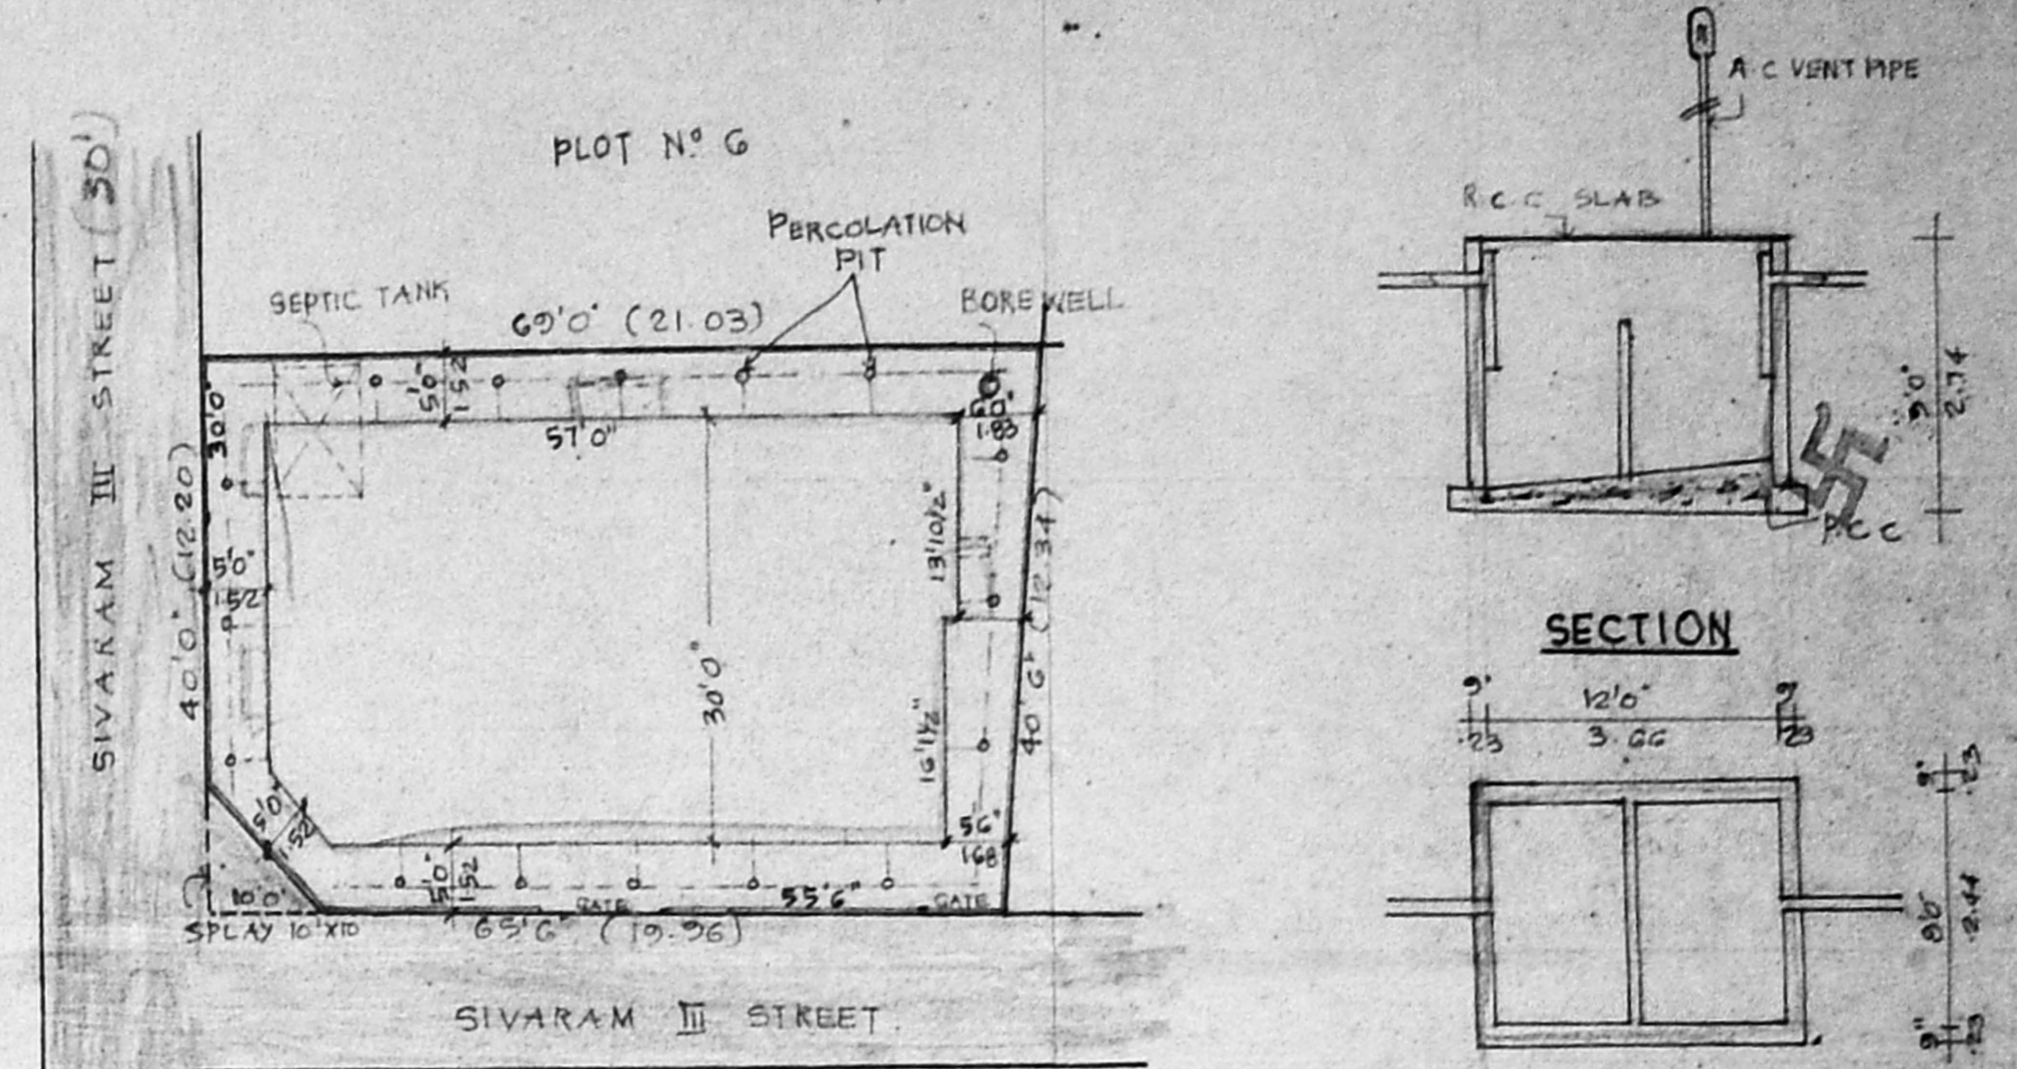 PLOT Nº 6
SIVARAM III STREET (30')
PERCOLATION
PIT
SEPTIC TANK
69'0" (21.03)
BORE WELL
30'0"
5'0"
1.52
57'0"
1.83
40'0" (12.20)
5'0"
1.52
13'10½"
40'6" (12.34)
30'0"
16'1½"
5'0"
1.52
5'6"
1.68
5'0"
1.52
10'0"
GATE
55'6"
GATE
SPLAY 10'X10
65'6" (19.96)
SIVARAM III STREET.
A.C VENT PIPE
R.C.C SLAB
9'0"
2.74
P.C.C
SECTION
9"
12'0"
9"
.23
3.66
.23
9"
.23
8'0"
2.44
9"
.23